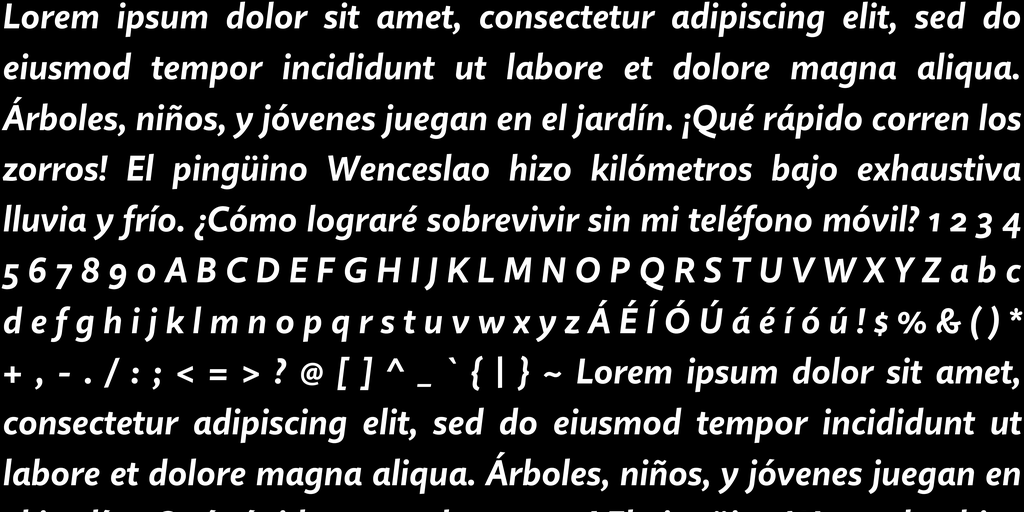 Lorem ipsum dolor sit amet, consectetur adipiscing elit, sed do
eiusmod tempor incididunt ut labore et dolore magna aliqua.
Árboles, niños, y jóvenes juegan en el jardín. ¡Qué rápido corren los
zorros! El pingüino Wenceslao hizo kilómetros bajo exhaustiva
lluvia y frío. ¿Cómo lograré sobrevivir sin mi teléfono móvil? 1 2 3 4
5 6 7 8 9 0 A B C D E F G H I J K L M N O P Q R S T U V W X Y Z a b c
d e f g h i j k l m n o p q r s t u v w x y z Á É Í Ó Ú á é í ó ú ! $ % & ( ) *
+ , - . / : ; < = > ? @ [ ] ^ _ ` { | } ~ Lorem ipsum dolor sit amet,
consectetur adipiscing elit, sed do eiusmod tempor incididunt ut
labore et dolore magna aliqua. Árboles, niños, y jóvenes juegan en